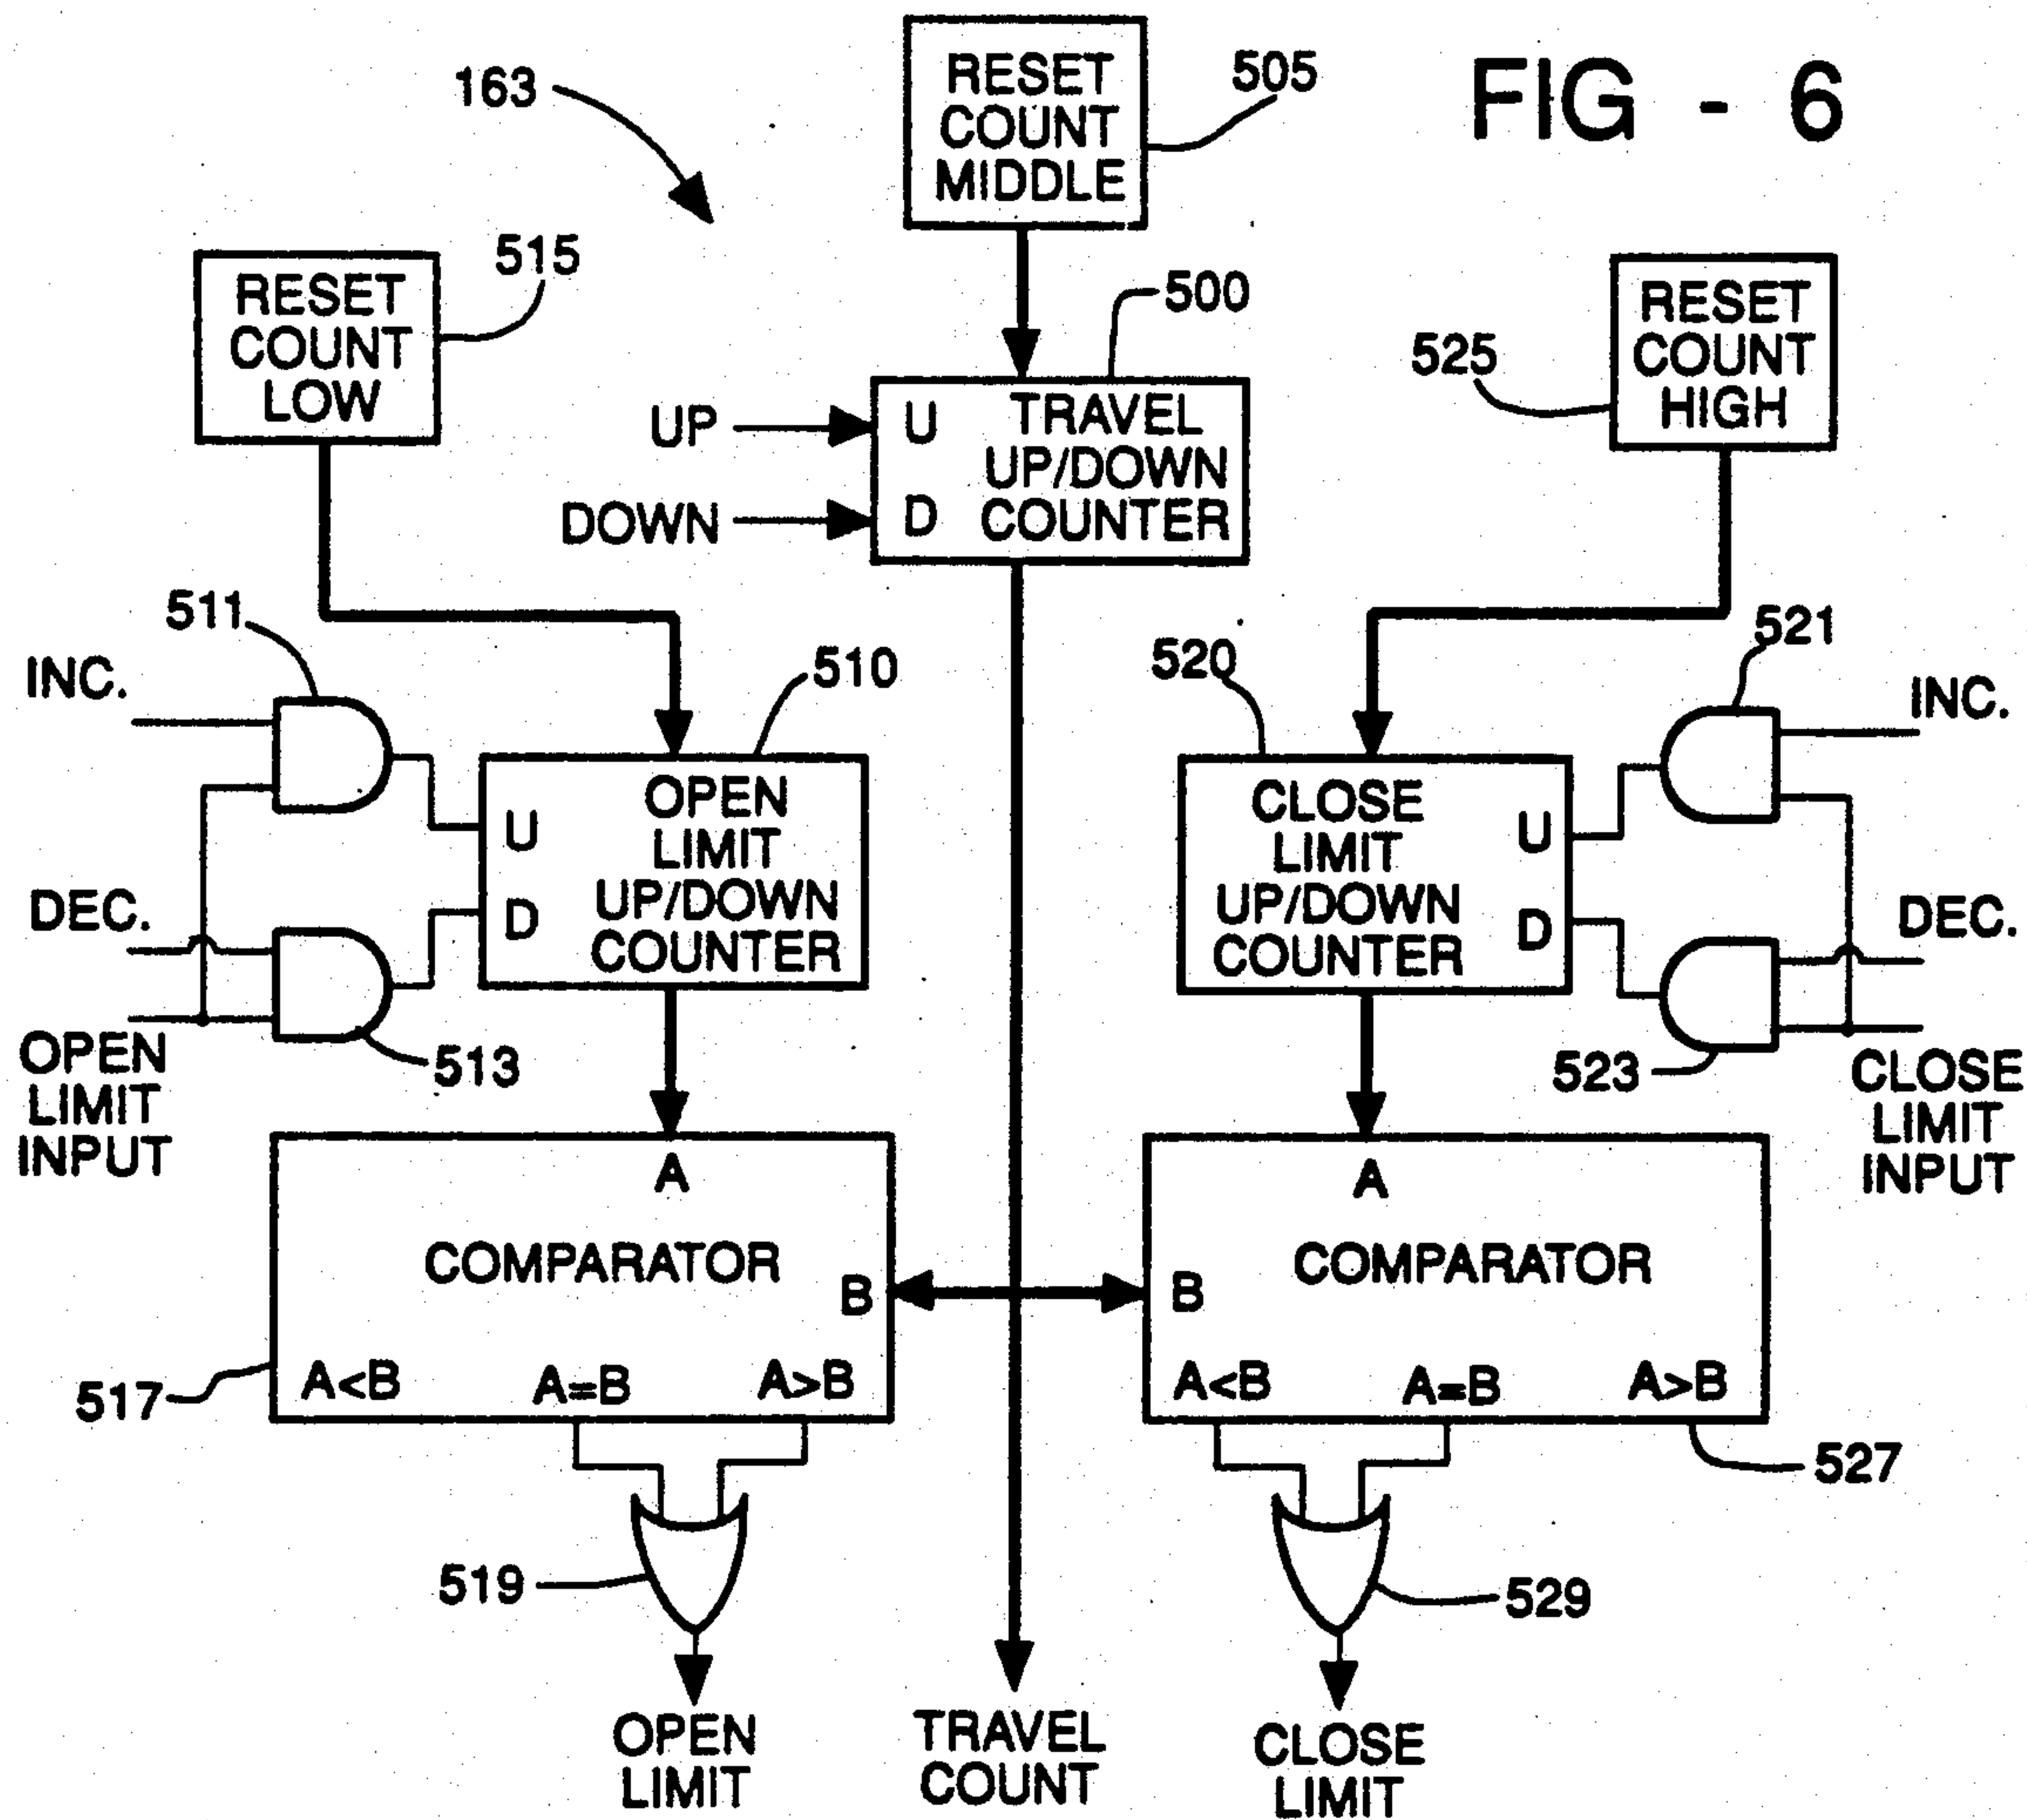 FIG - 6
163
RESET
COUNT
MIDDLE
505
RESET
COUNT
LOW
515
500
RESET
COUNT
HIGH
525
UP
DOWN
U
D
TRAVEL
UP/DOWN
COUNTER
511
INC.
DEC.
OPEN
LIMIT
INPUT
513
510
U
D
OPEN
LIMIT
UP/DOWN
COUNTER
520
CLOSE
LIMIT
UP/DOWN
COUNTER
U
D
521
INC.
DEC.
523
CLOSE
LIMIT
INPUT
A
COMPARATOR
B
A<B
A=B
A>B
517
A
COMPARATOR
B
A<B
A=B
A>B
527
519
529
OPEN
LIMIT
TRAVEL
COUNT
CLOSE
LIMIT